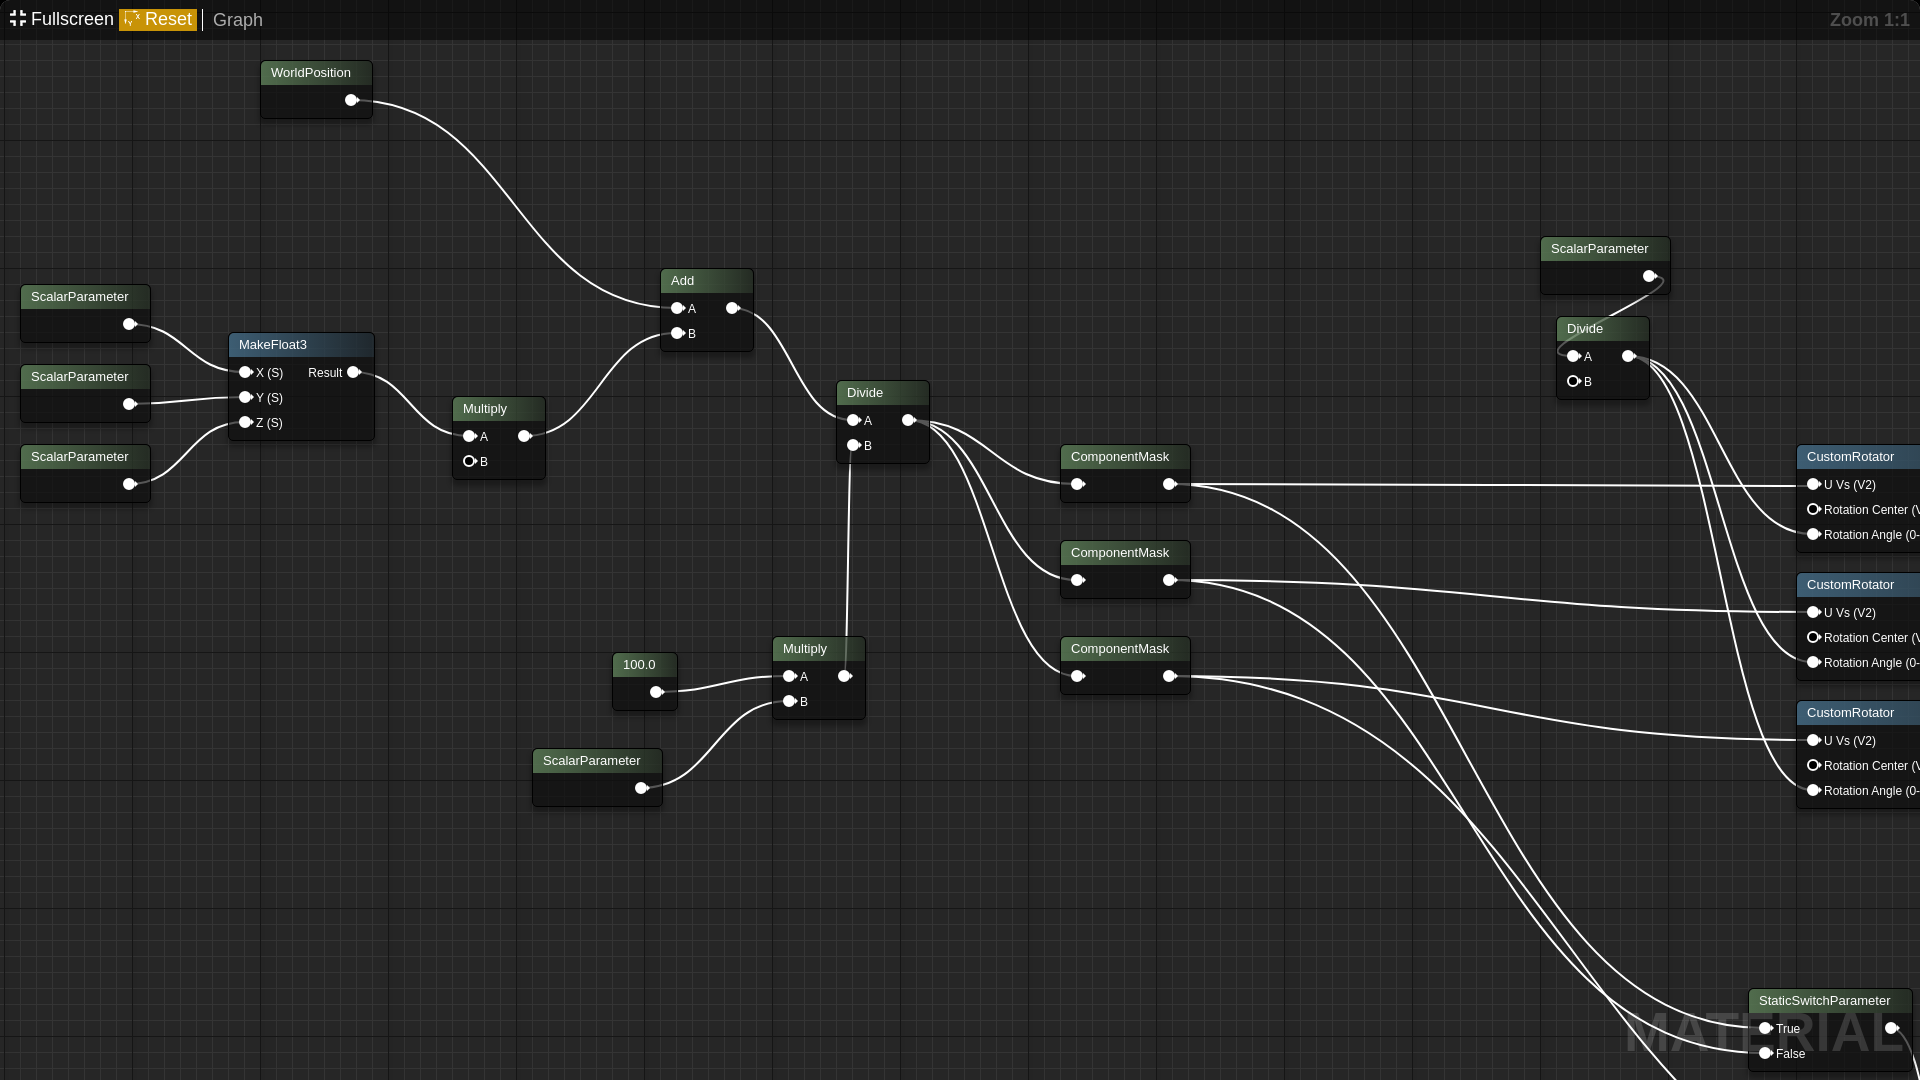 Fullscreen Reset Graph Zoom 1:1
WorldPosition
ScalarParameter
Add
A
B
ScalarParameter
Divide
A
B
ScalarParameter
MakeFloat3
X (S) Result
Y (S)
Z (S)
ScalarParameter
ScalarParameter
Multiply
A
B
Divide
A
B
ComponentMask
ComponentMask
ComponentMask
CustomRotator
U Vs (V2)
Rotation Center (V
Rotation Angle (0-
CustomRotator
U Vs (V2)
Rotation Center (V
Rotation Angle (0-
CustomRotator
U Vs (V2)
Rotation Center (V
Rotation Angle (0-
100.0
Multiply
A
B
ScalarParameter
StaticSwitchParameter
True
False
MATERIAL